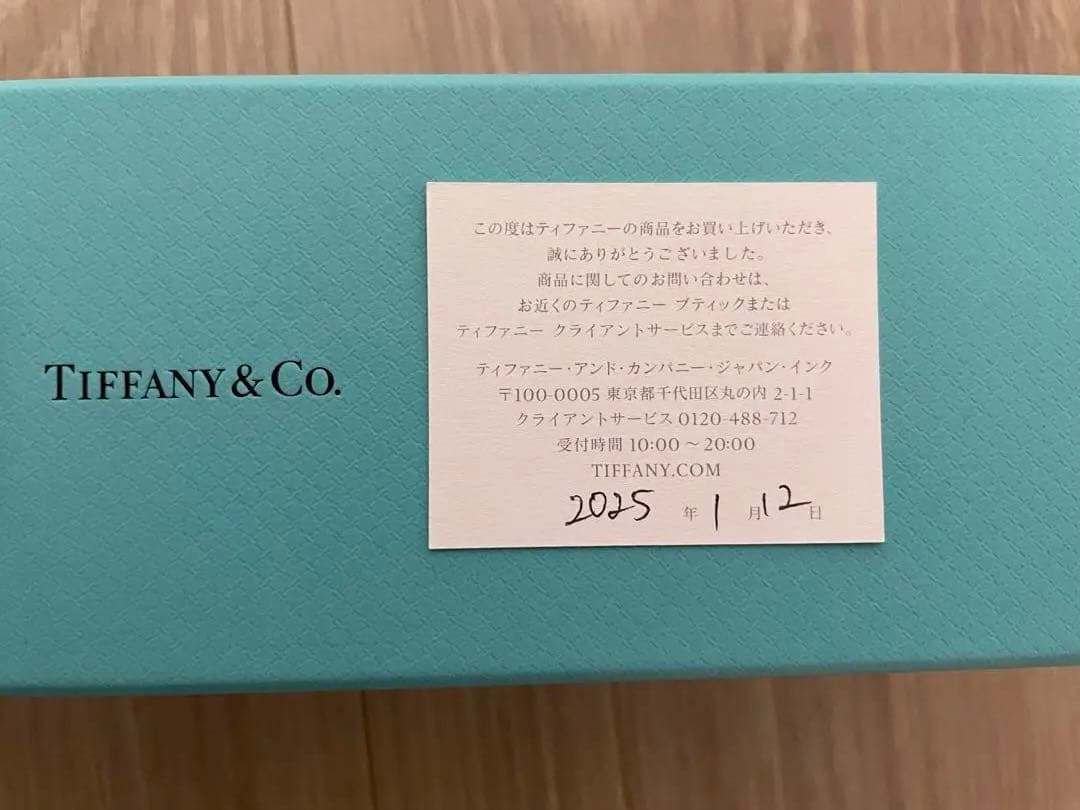 TIFFANY & CO.
この度はティファニーの商品をお買い上げいただき、
誠にありがとうございました。
商品に関してのお問い合わせは、
お近くのティファニー ブティックまたは
ティファニー クライアントサービスまでご連絡ください。
ティファニー・アンド・カンパニー・ジャパン・インク
〒100-0005 東京都千代田区丸の内 2-1-1
クライアントサービス 0120-488-712
受付時間 10:00 ～ 20:00
TIFFANY.COM
2025 年 1 月 12 日